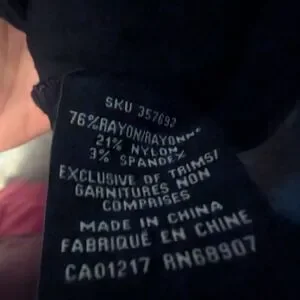 SKU 357692
76%RAYON/RAYONNE
21% NYLON
3% SPANDEX
EXCLUSIVE OF TRIMS/
GARNITURES NON
COMPRISES
MADE IN CHINA
FABRIQUÉ EN CHINE
CA01217 RN68907